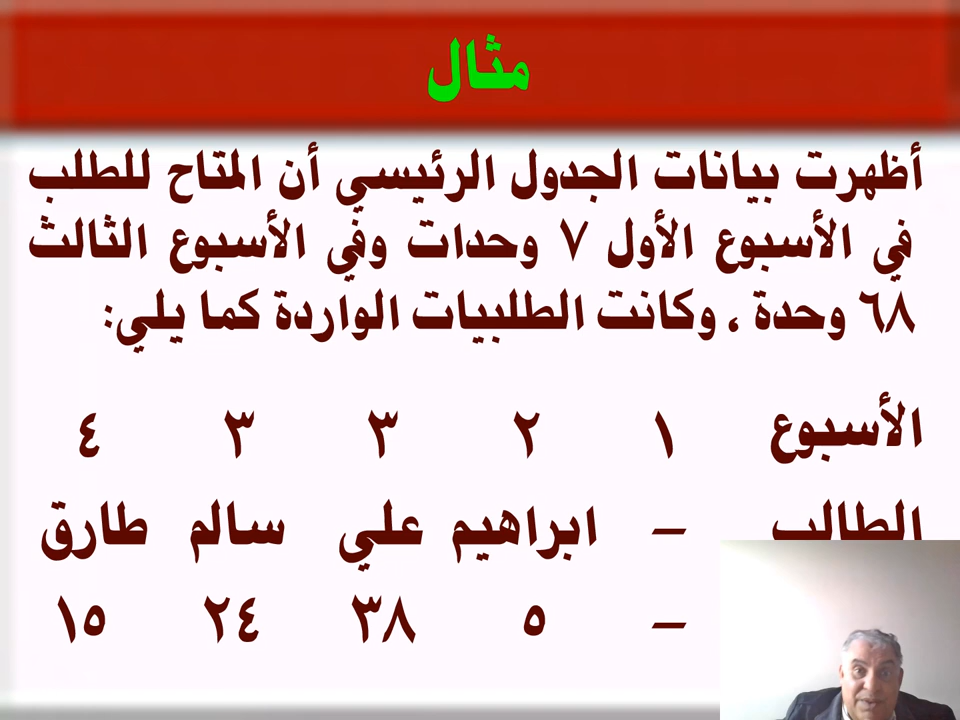 مثال
أظهرت بيانات الجدول الرئيسي أن المتاح للطلب
في الأسبوع الأول ٧ وحدات وفي الأسبوع الثالث
٦٨ وحدة ، وكانت الطلبيات الواردة كما يلي:
الأسبوع ١ ٢ ٣ ٣ ٤
الطالب – ابراهيم علي سالم طارق
– ٥ ٣٨ ٢٤ ١٥